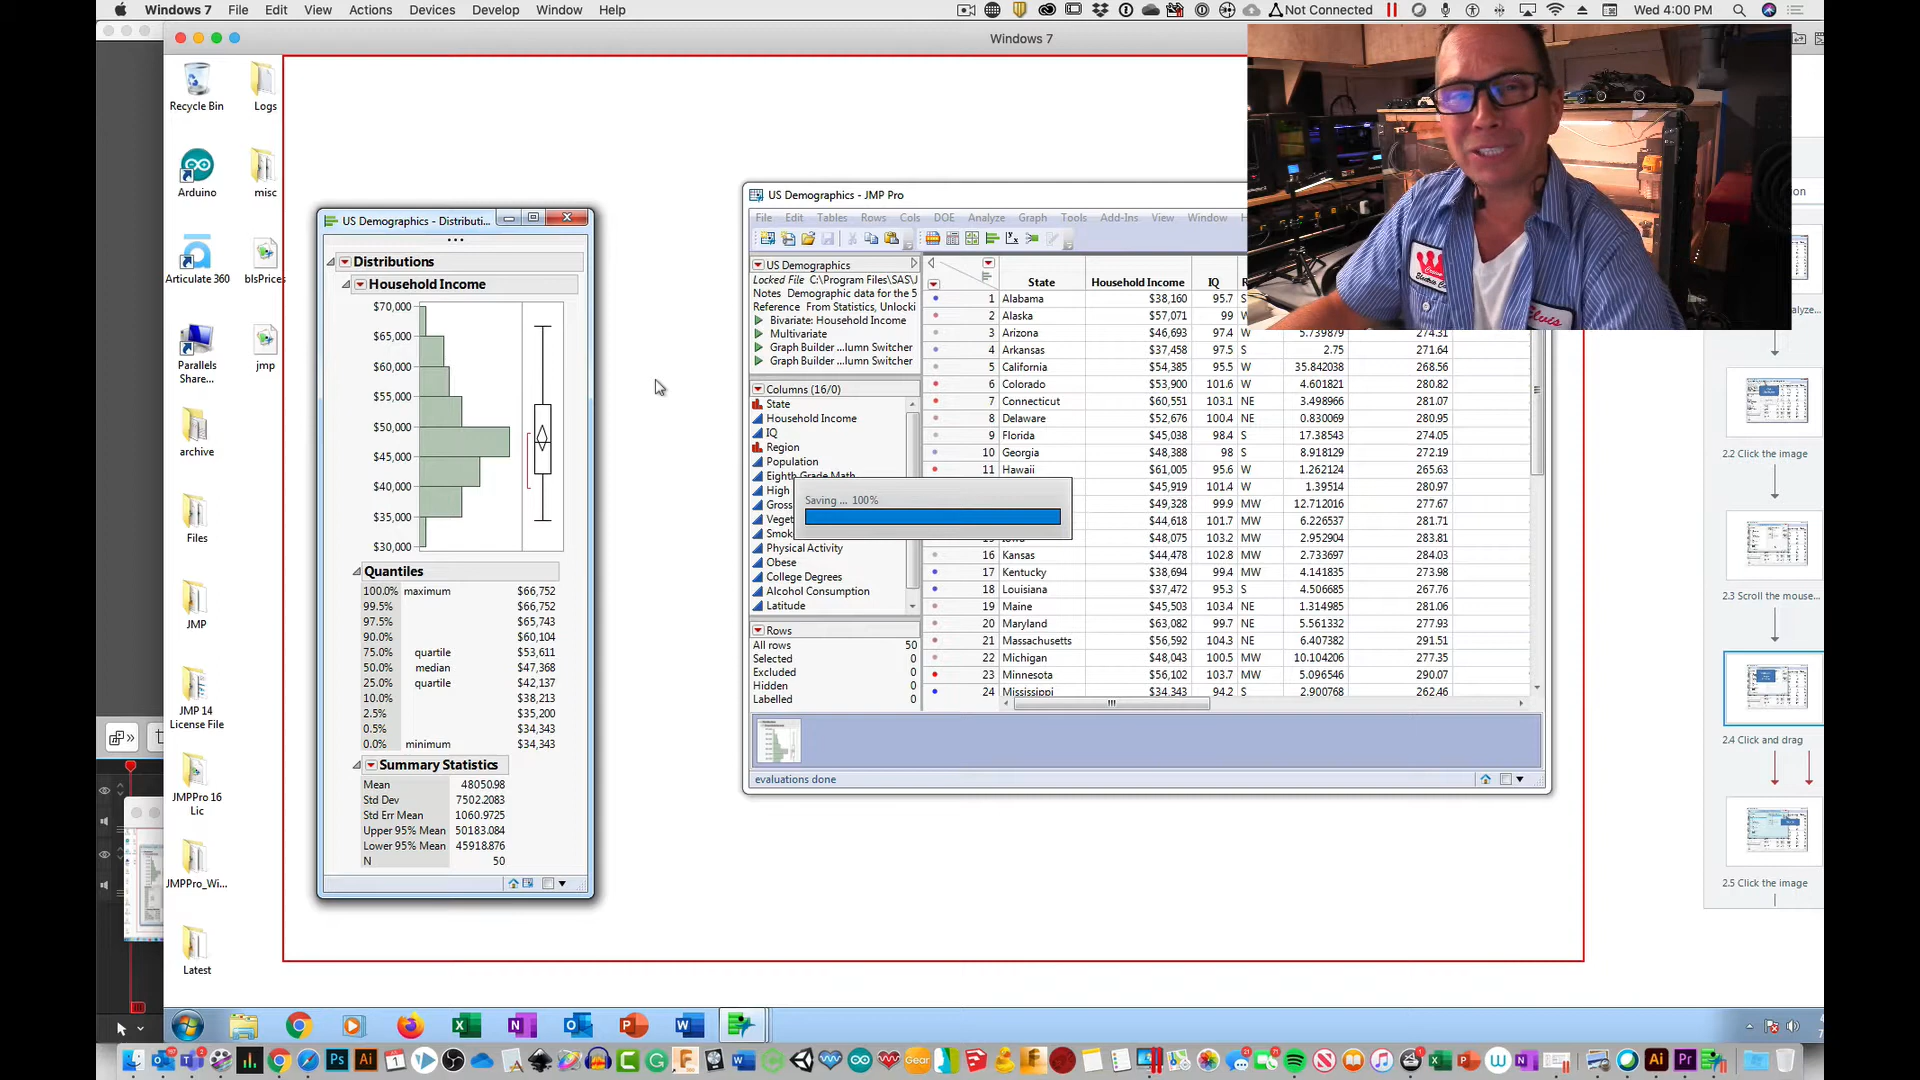 Windows 7 File Edit View Actions Devices Develop Window Help
Not Connected Wed 4:00 PM
Windows 7
Recycle Bin
Logs
Arduino
misc
Articulate 360
blsPrices
Parallels Share...
jmp
archive
Files
JMP
JMP 14 License File
JMPPro 16 Lic
JMPPro_Wi...
Latest
US Demographics - Distributi...
Distributions
Household Income
$70,000
$65,000
$60,000
$55,000
$50,000
$45,000
$40,000
$35,000
$30,000
Quantiles
100.0% maximum $66,752
99.5% $66,752
97.5% $65,743
90.0% $60,104
75.0% quartile $53,611
50.0% median $47,368
25.0% quartile $42,137
10.0% $38,213
2.5% $35,200
0.5% $34,343
0.0% minimum $34,343
Summary Statistics
Mean 48050.98
Std Dev 7502.2083
Std Err Mean 1060.9725
Upper 95% Mean 50183.084
Lower 95% Mean 45918.876
N 50
US Demographics - JMP Pro
File Edit Tables Rows Cols DOE Analyze Graph Tools Add-Ins View Window
US Demographics
Locked File C:\Program Files\SAS\J
Notes Demographic data for the 5
Reference From Statistics, Unlocki
Bivariate: Household Income
Multivariate
Graph Builder ...lumn Switcher
Graph Builder ...lumn Switcher
Columns (16/0)
State
Household Income
IQ
Region
Population
Eighth Grade Math
High
Gross
Veget
Smok
Physical Activity
Obese
College Degrees
Alcohol Consumption
Latitude
Rows
All rows 50
Selected 0
Excluded 0
Hidden 0
Labelled 0
State Household Income IQ
1 Alabama $38,160 95.7 S
2 Alaska $57,071 99 W
3 Arizona $46,693 97.4 W 5.739879 274.31
4 Arkansas $37,458 97.5 S 2.75 271.64
5 California $54,385 95.5 W 35.842038 268.56
6 Colorado $53,900 101.6 W 4.601821 280.82
7 Connecticut $60,551 103.1 NE 3.498966 281.07
8 Delaware $52,676 100.4 NE 0.830069 280.95
9 Florida $45,038 98.4 S 17.38543 274.05
10 Georgia $48,388 98 S 8.918129 272.19
11 Hawaii $61,005 95.6 W 1.262124 265.63
$45,919 101.4 W 1.39514 280.97
$49,328 99.9 MW 12.712016 277.67
$44,618 101.7 MW 6.226537 281.71
$48,075 103.2 MW 2.952904 283.81
16 Kansas $44,478 102.8 MW 2.733697 284.03
17 Kentucky $38,694 99.4 MW 4.141835 273.98
18 Louisiana $37,472 95.3 S 4.506685 267.76
19 Maine $45,503 103.4 NE 1.314985 281.06
20 Maryland $63,082 99.7 NE 5.561332 277.93
21 Massachusetts $56,592 104.3 NE 6.407382 291.51
22 Michigan $48,043 100.5 MW 10.104206 277.35
23 Minnesota $56,102 103.7 MW 5.096546 290.07
24 Mississippi $34,343 94.2 S 2.900768 262.46
Saving ... 100%
evaluations done
Elvis
2.2 Click the image
2.3 Scroll the mouse...
2.4 Click and drag
2.5 Click the image